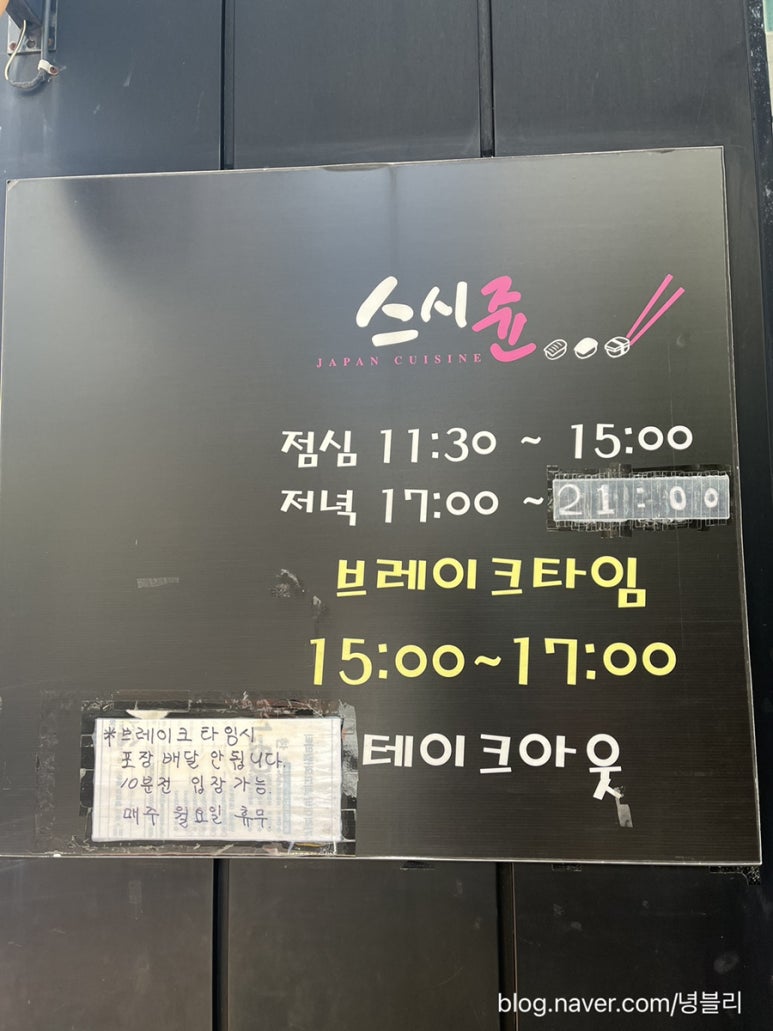 스시쥰
JAPAN CUISINE
점심 11:30 ~ 15:00
저녁 17:00 ~ 21:00
브레이크타임
15:00~17:00
테이크아웃
*브레이크 타임시
포장 배달 안됩니다.
10분전 입장 가능.
매주 월요일 휴무
blog.naver.com/녕블리